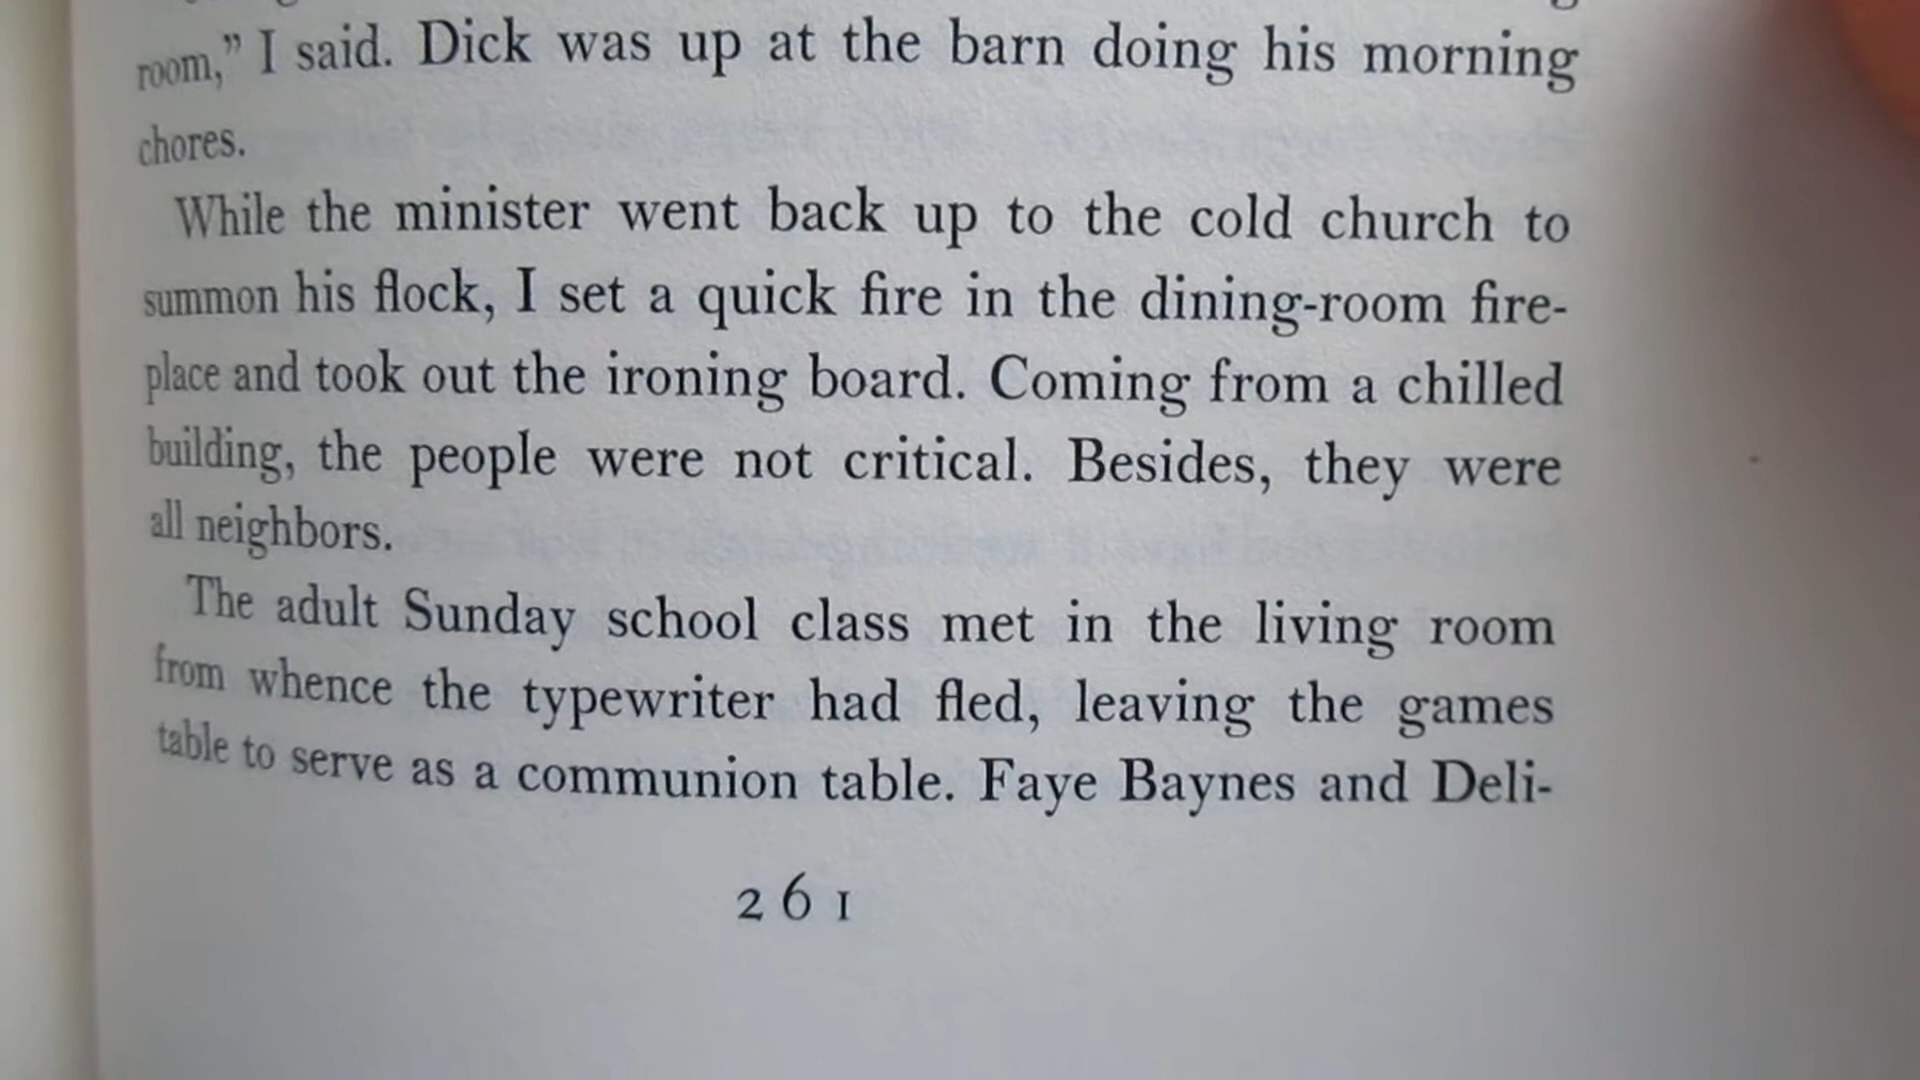 room,” I said. Dick was up at the barn doing his morning
chores.
While the minister went back up to the cold church to
summon his flock, I set a quick fire in the dining-room fire-
place and took out the ironing board. Coming from a chilled
building, the people were not critical. Besides, they were
all neighbors.
The adult Sunday school class met in the living room
from whence the typewriter had fled, leaving the games
table to serve as a communion table. Faye Baynes and Deli-
261